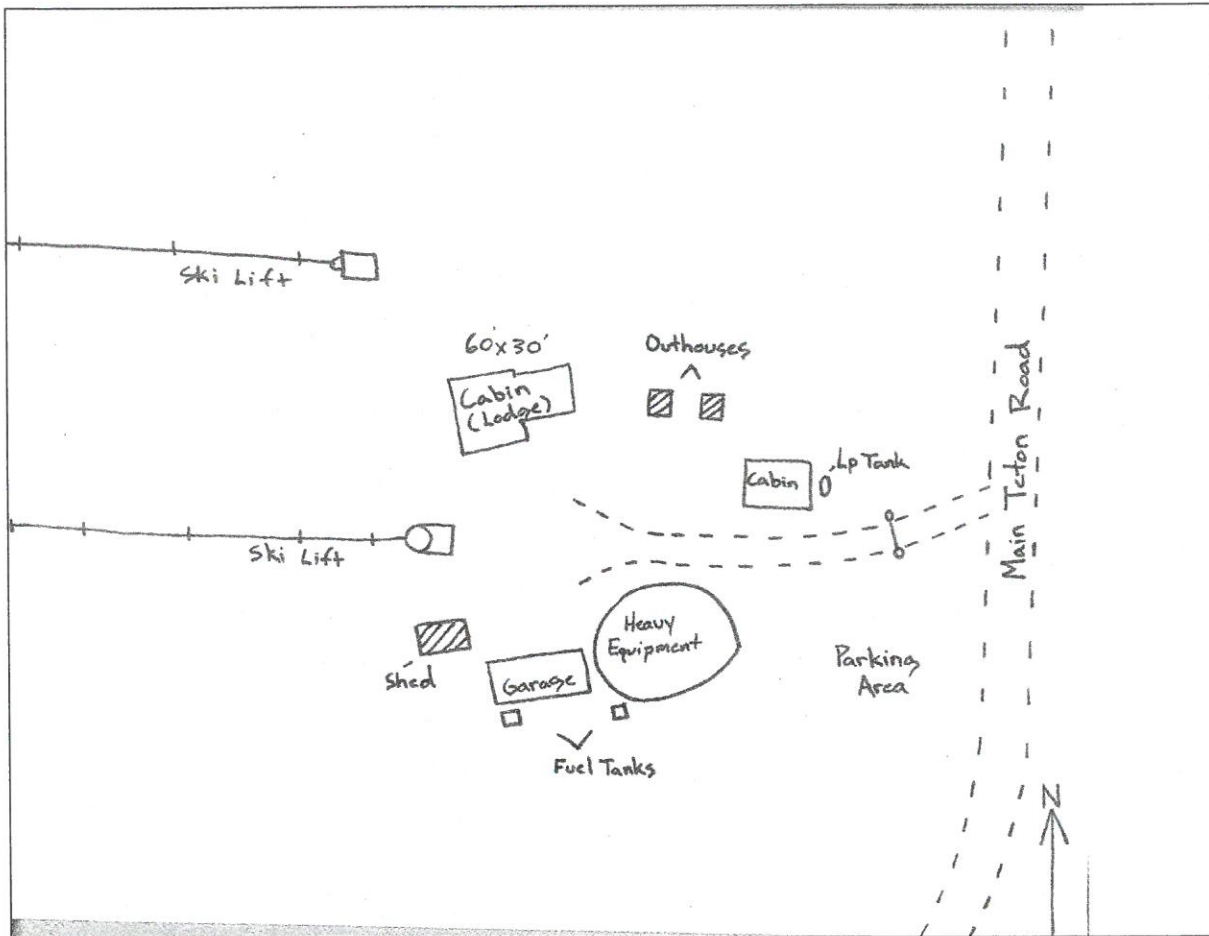 Ski Lift
60'x30'
Cabin
(Lodge)
Outhouses
Cabin
Lp Tank
Main Teton Road
Ski Lift
Heavy
Equipment
Parking
Area
Shed
Garage
Fuel Tanks
N